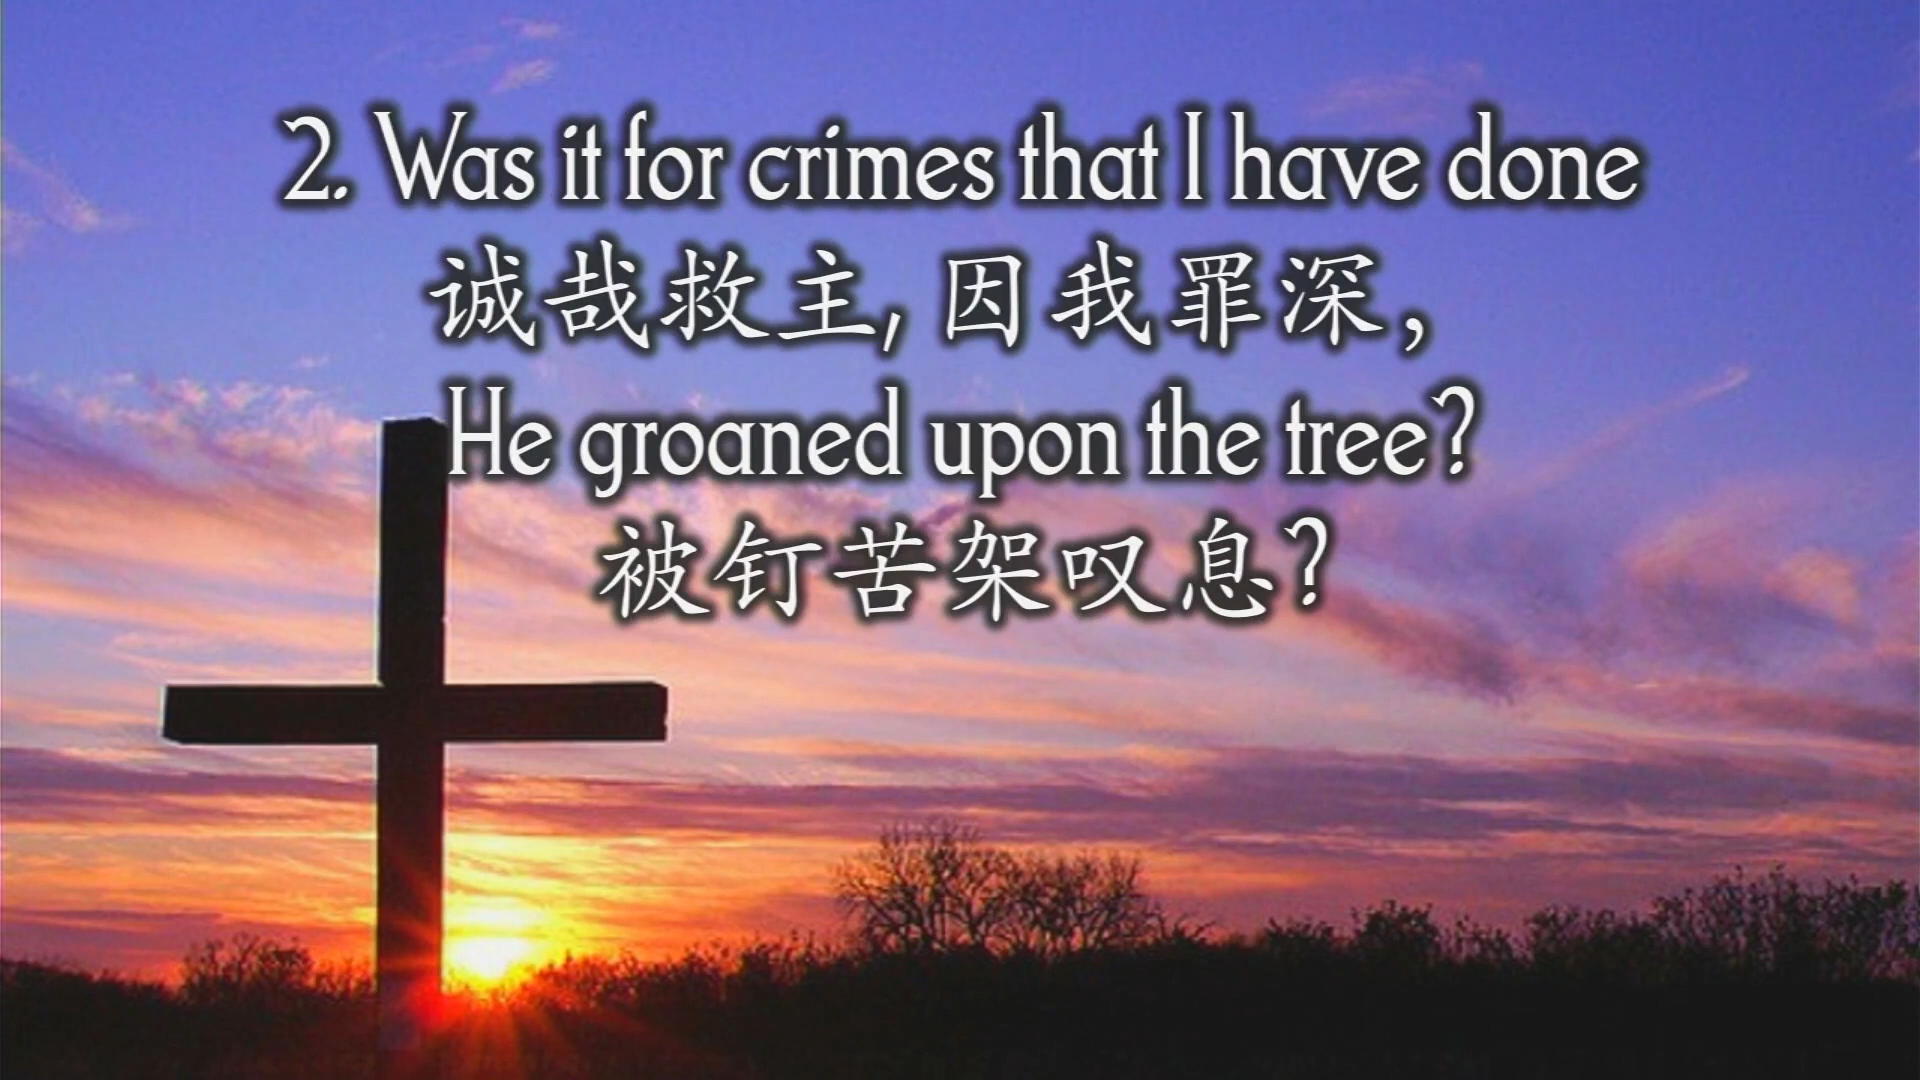 2. Was it for crimes that I have done
诚哉救主, 因我罪深，
He groaned upon the tree?
被钉苦架叹息?